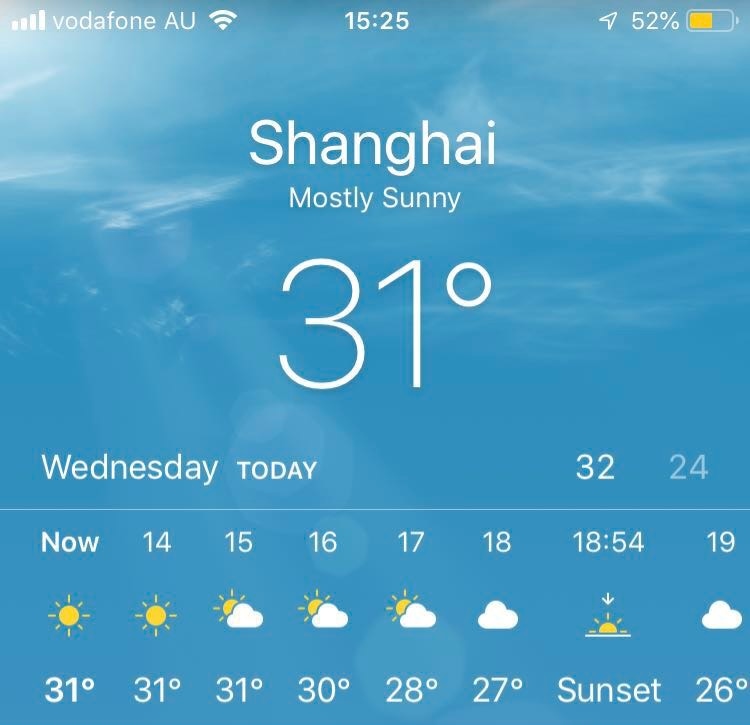 vodafone AU 15:25 52%
Shanghai
Mostly Sunny
31°
Wednesday TODAY 32 24
Now 14 15 16 17 18 18:54 19
31° 31° 31° 30° 28° 27° Sunset 26°